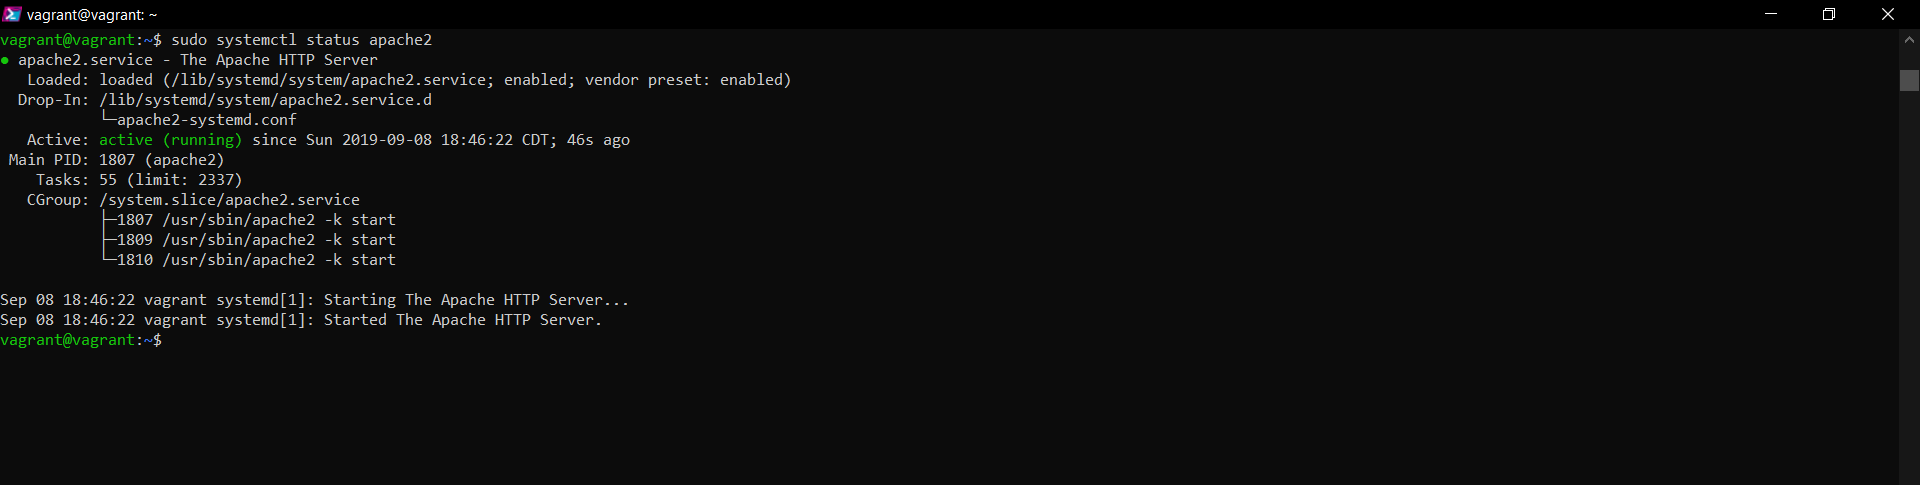 vagrant@vagrant: ~
vagrant@vagrant:~$ sudo systemctl status apache2
● apache2.service - The Apache HTTP Server
   Loaded: loaded (/lib/systemd/system/apache2.service; enabled; vendor preset: enabled)
  Drop-In: /lib/systemd/system/apache2.service.d
           └─apache2-systemd.conf
   Active: active (running) since Sun 2019-09-08 18:46:22 CDT; 46s ago
 Main PID: 1807 (apache2)
    Tasks: 55 (limit: 2337)
   CGroup: /system.slice/apache2.service
           ├─1807 /usr/sbin/apache2 -k start
           ├─1809 /usr/sbin/apache2 -k start
           └─1810 /usr/sbin/apache2 -k start

Sep 08 18:46:22 vagrant systemd[1]: Starting The Apache HTTP Server...
Sep 08 18:46:22 vagrant systemd[1]: Started The Apache HTTP Server.
vagrant@vagrant:~$